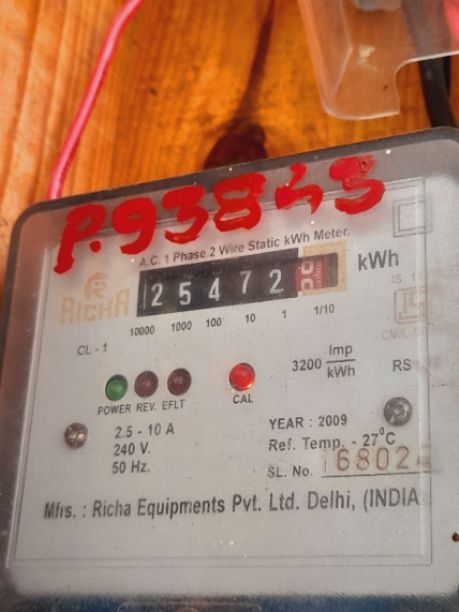 P.93843
A.C. 1 Phase 2 Wire Static kWh Meter.
RICHA
25472
kWh
10000 1000 100 10 1 1/10
IS
CL - 1
3200 Imp/kWh
RS
POWER REV. EFLT
CAL
2.5 - 10 A
240 V.
50 Hz.
YEAR : 2009
Ref. Temp. - 27°C
SL. No. 6802
Mfrs. : Richa Equipments Pvt. Ltd. Delhi, (INDIA